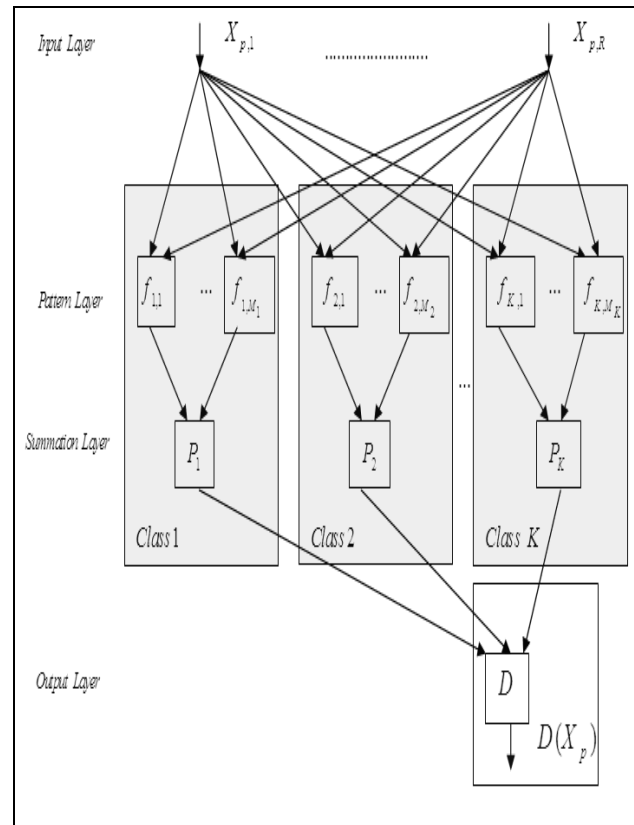 Input Layer X_{p,1} ........................ X_{p,R}
Pattern Layer f_{1,1} ... f_{1,M_1} f_{2,1} ... f_{2,M_2} f_{K,1} ... f_{K,M_K}
...
Summation Layer P_1 P_2 P_K
Class 1 Class 2 Class K
Output Layer D
D(X_p)